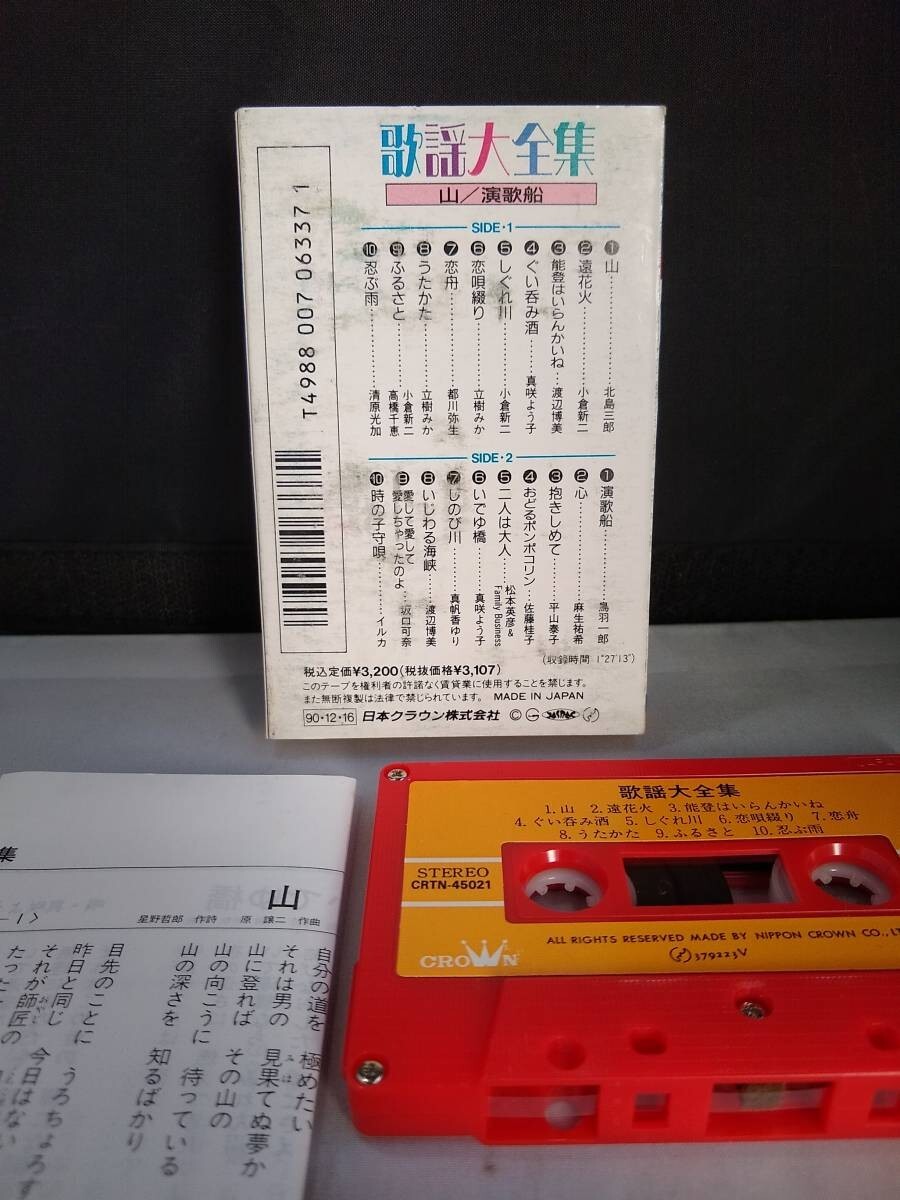 歌謡大全集
山／演歌船
SIDE・1
❶山…………北島三郎
❷遠花火…………小倉新二
❸能登はいらんかいね…渡辺博美
❹ぐい呑み酒…………真咲よう子
❺しぐれ川…………小倉新二
❻恋唄綴り…………立樹みか
❼恋舟…………都川弥生
❽うたかた…………立樹みか
❾ふるさと…………小倉新二 高橋千恵
❿忍ぶ雨…………清原光加
SIDE・2
❶演歌船…………鳥羽一郎
❷心…………麻生祐希
❸抱きしめて…………平山泰子
❹おどるポンポコリン…佐藤桂子
❺二人は大人…松本英彦＆Family Business
❻いでゆ橋…………真咲よう子
❼しのび川…………真帆香ゆり
❽いじわる海峡…………渡辺博美
❾愛して愛して愛しちゃったのよ…坂口可奈
❿時の子守唄…………イルカ
(収録時間 1°27'13")
税込定価¥3,200(税抜価格¥3,107)
このテープを権利者の許諾なく賃貸業に使用することを禁じます。
また無断複製は法律で禁じられています。 MADE IN JAPAN
90・12・16 日本クラウン株式会社
T4988 007 06337 1
歌謡大全集
1. 山 2. 遠花火 3. 能登はいらんかいね
4. ぐい呑み酒 5. しぐれ川 6. 恋唄綴り 7. 恋舟
8. うたかた 9. ふるさと 10. 忍ぶ雨
STEREO
CRTN-45021
CROWN
ALL RIGHTS RESERVED MADE BY NIPPON CROWN CO., LT
379223V
集
山
星野哲郎 作詩 原 譲二 作曲
自分の道を 極めたい
それは男の 見果てぬ夢か
山に登れば その山の
山の向こうに 待っている
山の深さを 知るばかり
目先のことに
昨日と同じ うろちょろす
それが師匠の 今日はない